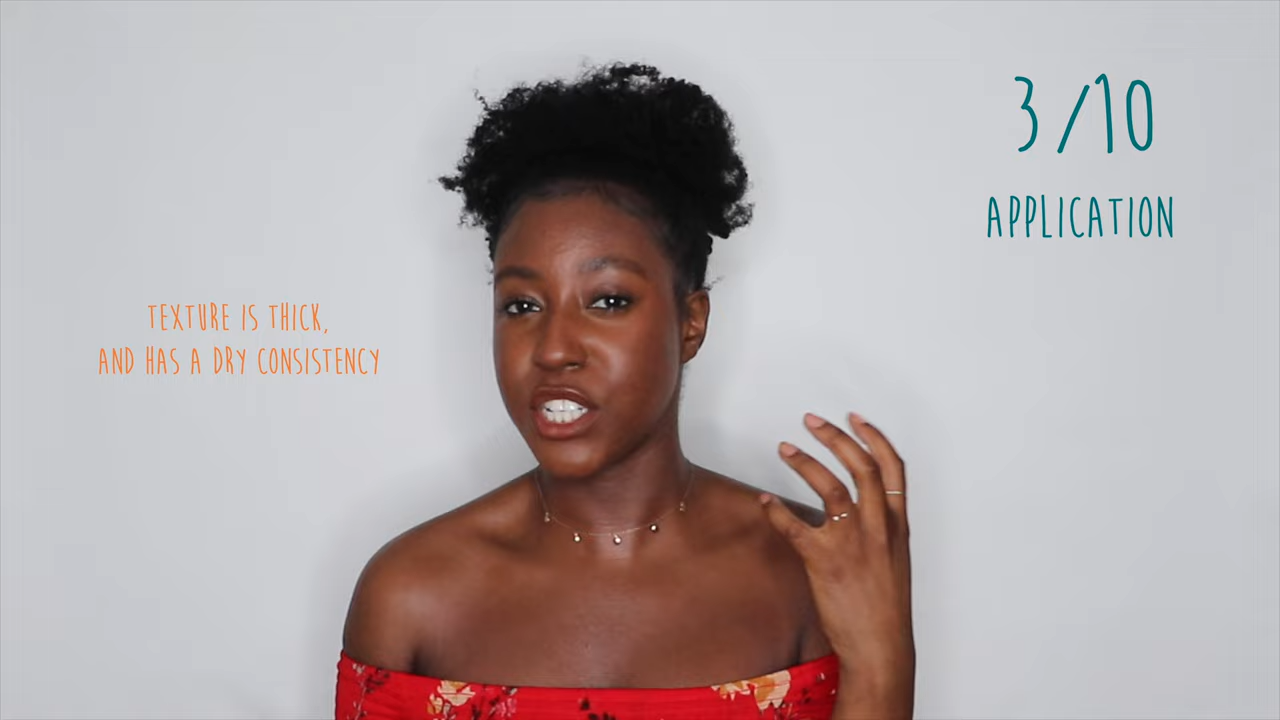 3/10
APPLICATION
TEXTURE IS THICK,
AND HAS A DRY CONSISTENCY